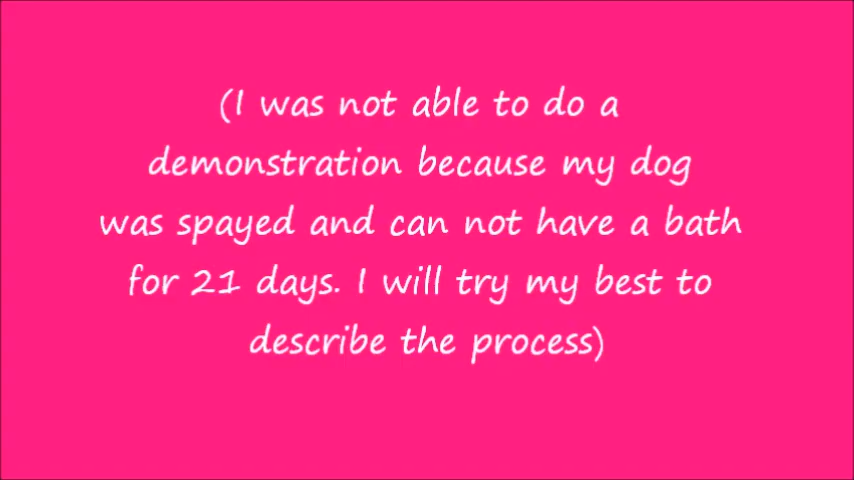 (I was not able to do a
demonstration because my dog
was spayed and can not have a bath
for 21 days. I will try my best to
describe the process)